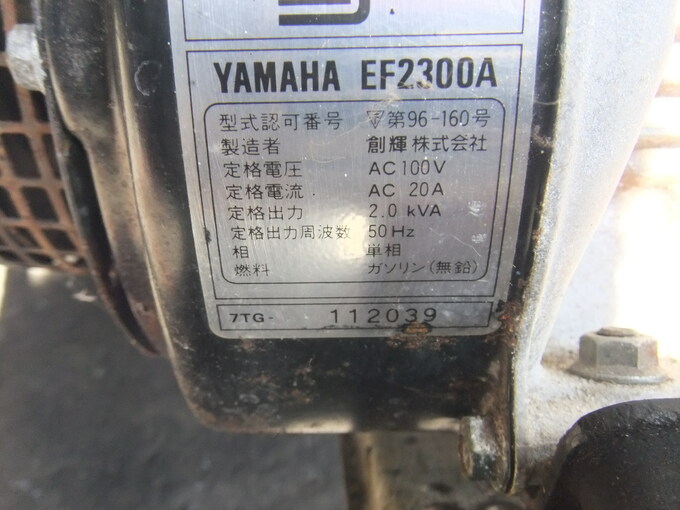 YAMAHA EF2300A
型式認可番号 第96-160号
製造者 創輝株式会社
定格電圧 AC100V
定格電流 AC 20A
定格出力 2.0 kVA
定格出力周波数 50Hz
相 単相
燃料 ガソリン(無鉛)
7TG- 112039